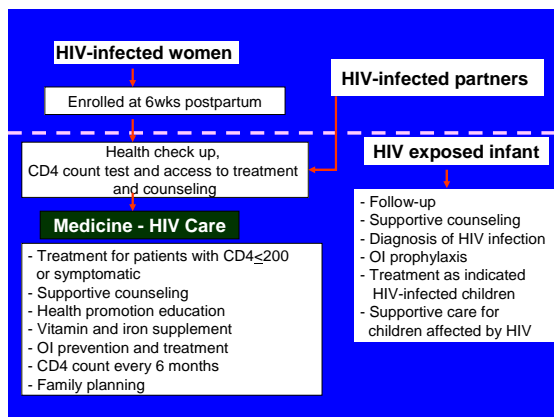 HIV-infected women
Enrolled at 6wks postpartum
HIV-infected partners
Health check up,
CD4 count test and access to treatment
and counseling
Medicine - HIV Care
- Treatment for patients with CD4≤200
or symptomatic
- Supportive counseling
- Health promotion education
- Vitamin and iron supplement
- OI prevention and treatment
- CD4 count every 6 months
- Family planning
HIV exposed infant
- Follow-up
- Supportive counseling
- Diagnosis of HIV infection
- OI prophylaxis
- Treatment as indicated
HIV-infected children
- Supportive care for
children affected by HIV